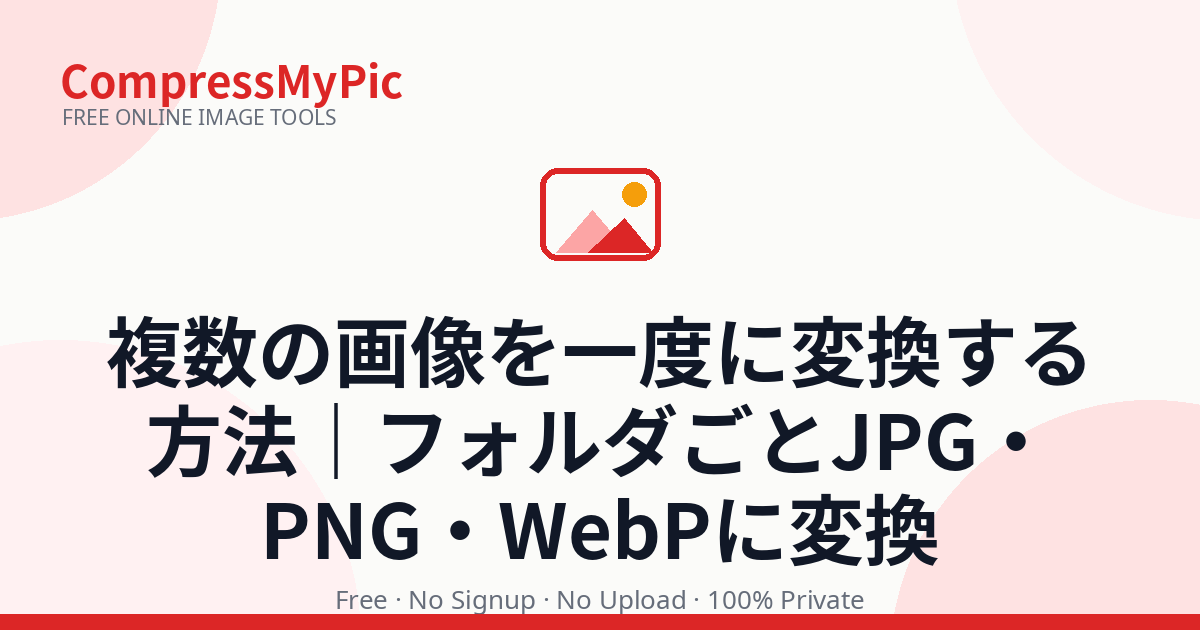 CompressMyPic
FREE ONLINE IMAGE TOOLS
複数の画像を一度に変換する
方法｜フォルダごとJPG・
PNG・WebPに変換
Free · No Signup · No Upload · 100% Private